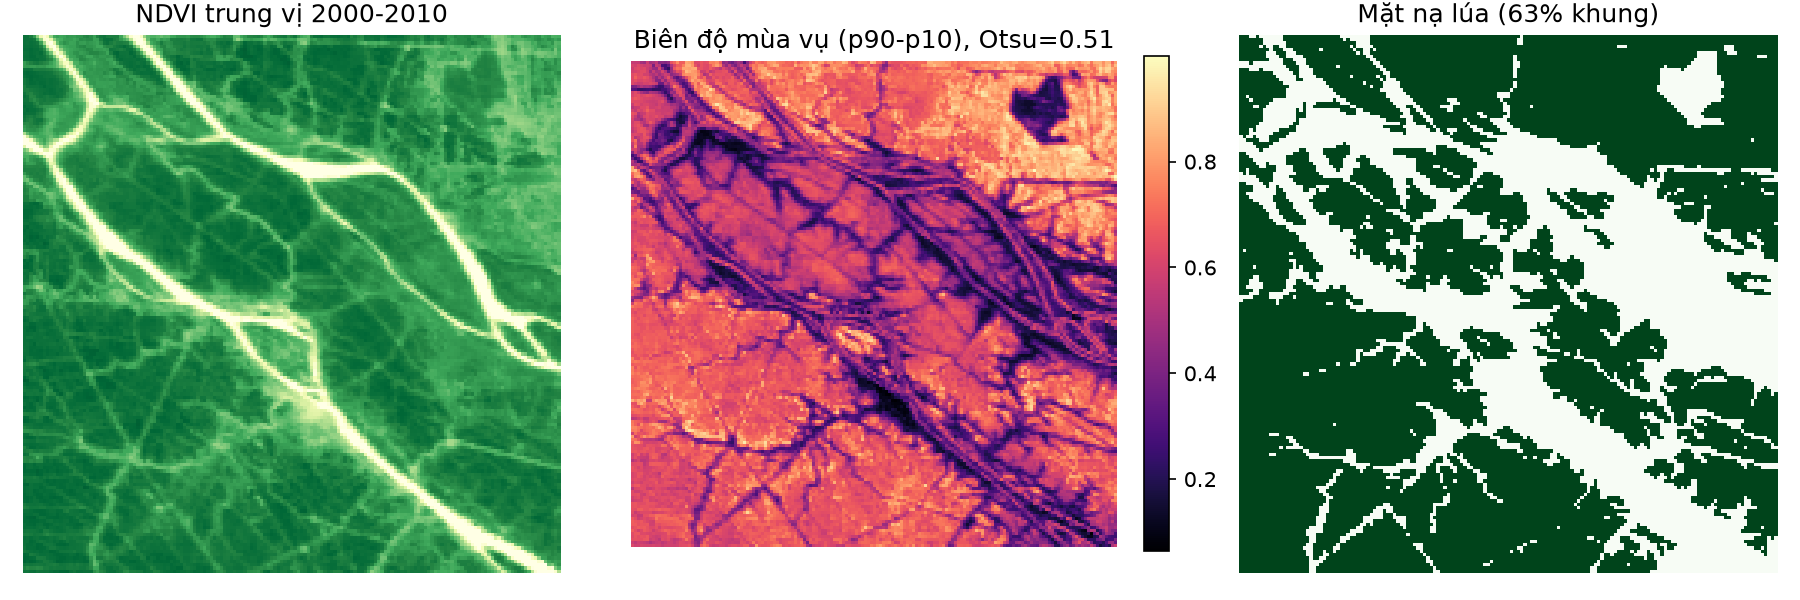 NDVI trung vị 2000-2010
Biên độ mùa vụ (p90-p10), Otsu=0.51
Mặt nạ lúa (63% khung)
0.8
0.6
0.4
0.2